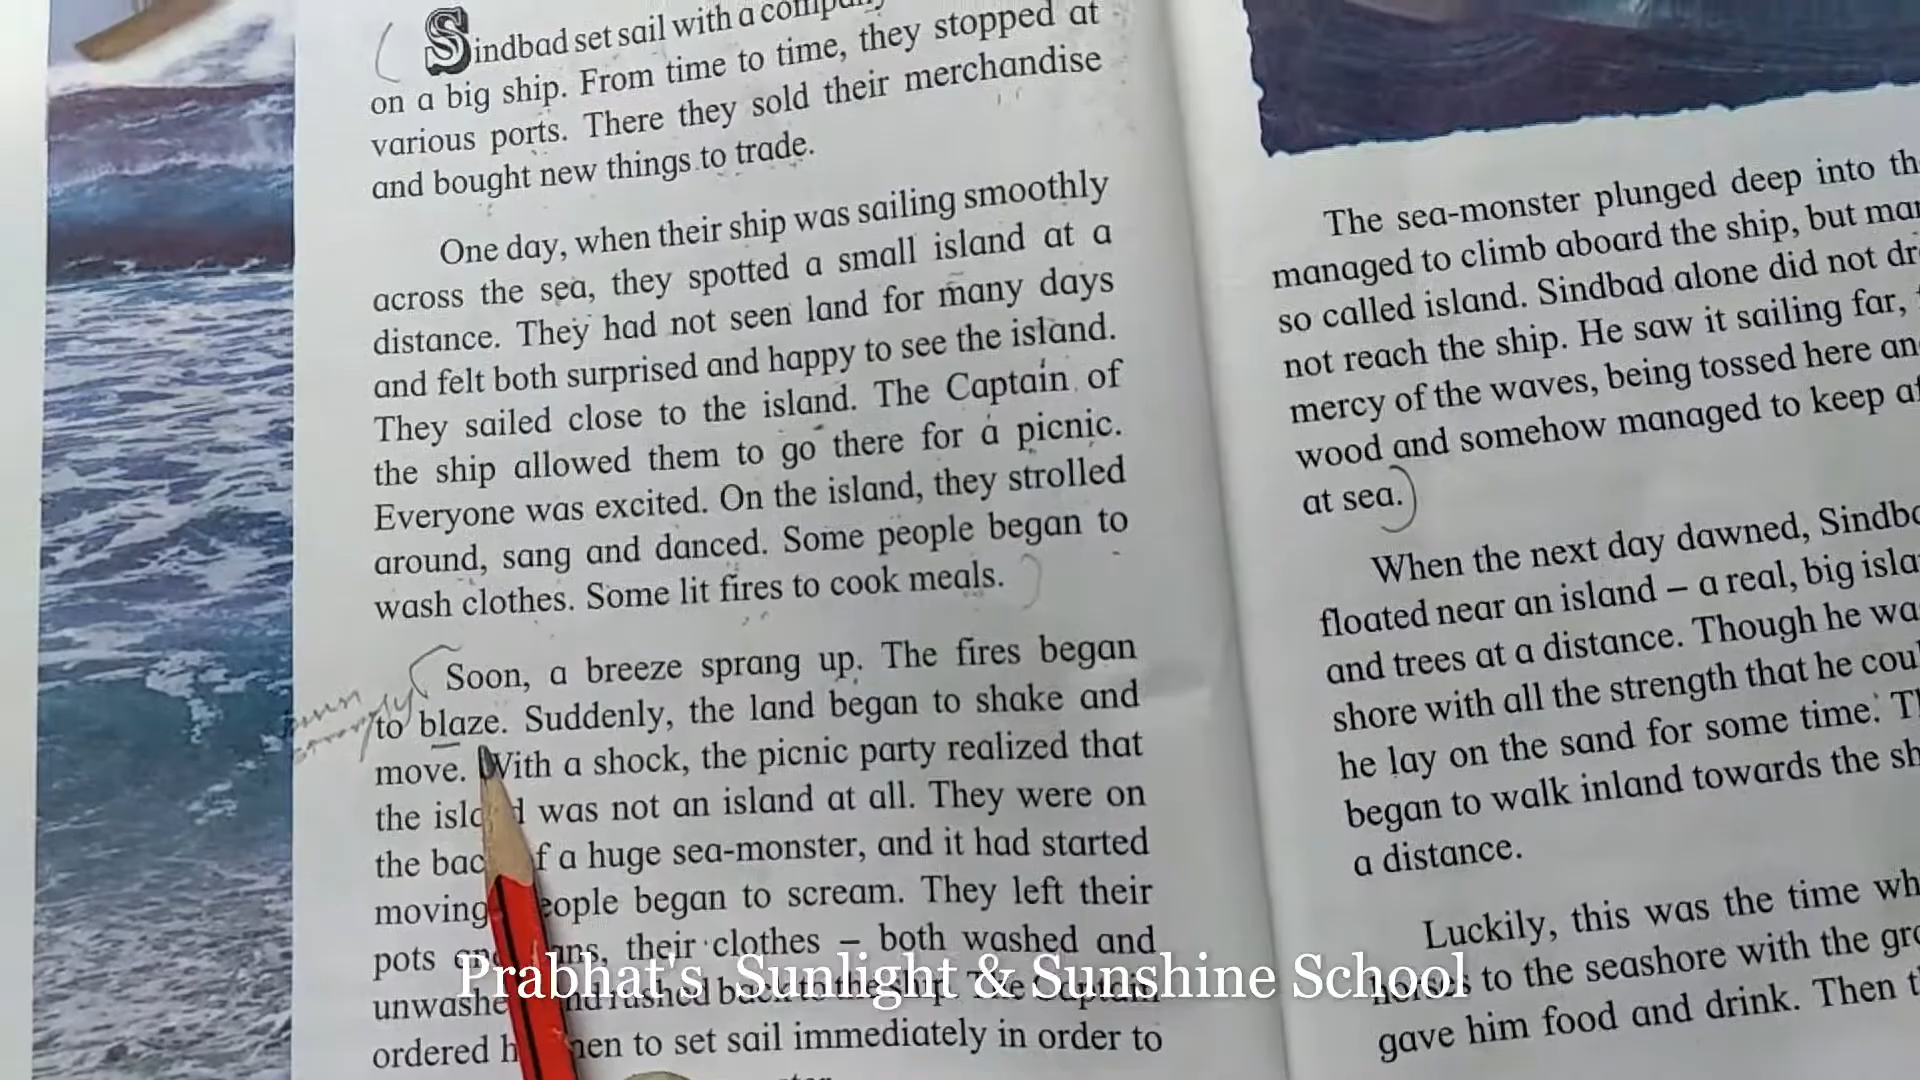 Sindbad set sail with a
on a big ship. From time to time, they stopped at
various ports. There they sold their merchandise
and bought new things to trade.
One day, when their ship was sailing smoothly
across the sea, they spotted a small island at a
distance. They had not seen land for many days
and felt both surprised and happy to see the island.
They sailed close to the island. The Captain of
the ship allowed them to go there for a picnic.
Everyone was excited. On the island, they strolled
around, sang and danced. Some people began to
wash clothes. Some lit fires to cook meals.
Soon, a breeze sprang up. The fires began
to blaze. Suddenly, the land began to shake and
move. With a shock, the picnic party realized that
the was not an island at all. They were on
the a huge sea-monster, and it had started
moving began to scream. They left their
pots their clothes – both washed and
rushed back to the ship. The Captain
ordered to set sail immediately in order to
The sea-monster plunged deep into
managed to climb aboard the ship, but
so called island. Sindbad alone did not
not reach the ship. He saw it sailing far,
mercy of the waves, being tossed here
wood and somehow managed to keep
at sea.
When the next day dawned,
floated near an island – a real, big
and trees at a distance. Though he
shore with all the strength that he
he lay on the sand for some time.
began to walk inland towards the
a distance.
Luckily, this was the time
to the seashore with the
gave him food and drink. Then
Prabhat's Sunlight & Sunshine School